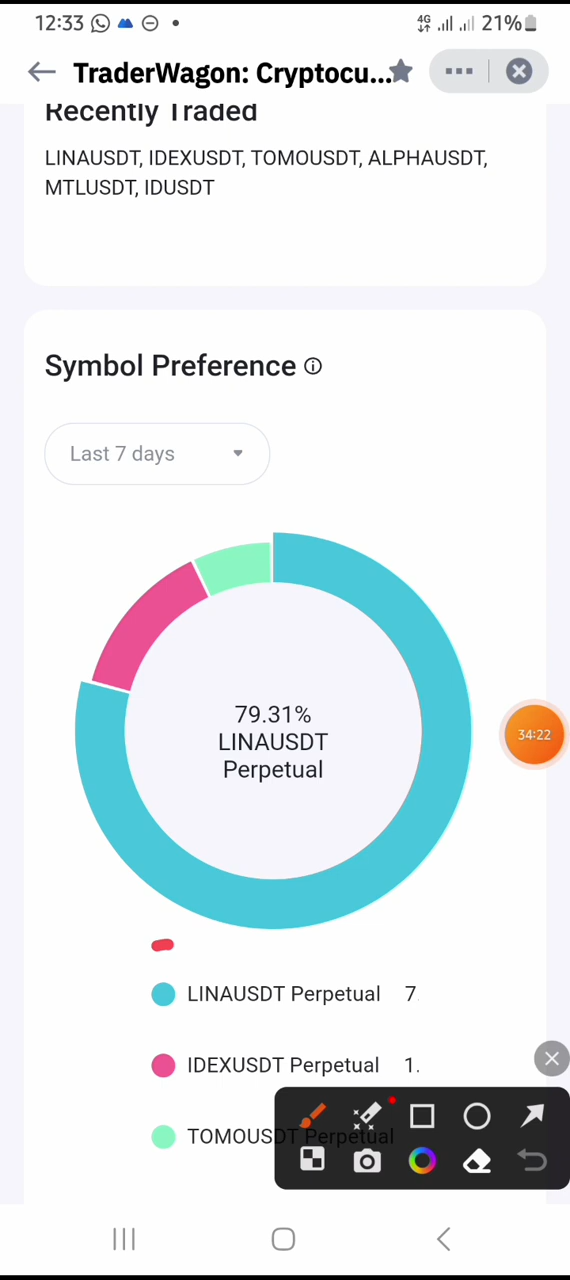 12:33
4G
21%
TraderWagon: Cryptocu...
Recently Traded
LINAUSDT, IDEXUSDT, TOMOUSDT, ALPHAUSDT,
MTLUSDT, IDUSDT
Symbol Preference
Last 7 days
79.31%
LINAUSDT
Perpetual
34:22
LINAUSDT Perpetual 7.
IDEXUSDT Perpetual 1.
TOMOUSDT Perpetual